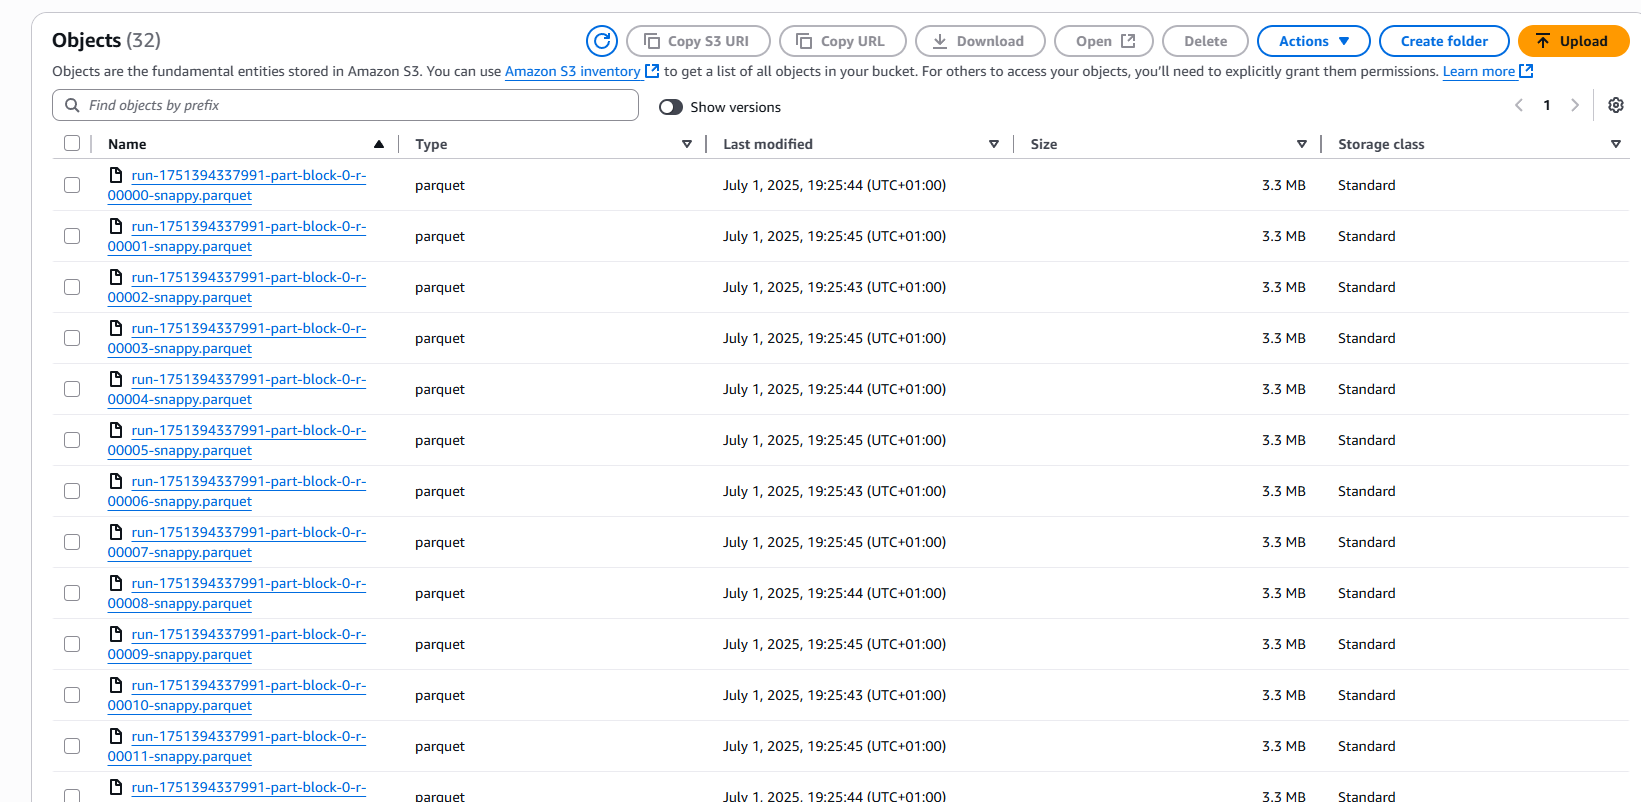 Objects (32)
Copy S3 URI
Copy URL
Download
Open
Delete
Actions
Create folder
Upload
Objects are the fundamental entities stored in Amazon S3. You can use Amazon S3 inventory to get a list of all objects in your bucket. For others to access your objects, you'll need to explicitly grant them permissions. Learn more
Find objects by prefix
Show versions
1
Name Type Last modified Size Storage class
run-1751394337991-part-block-0-r-
00000-snappy.parquet
parquet July 1, 2025, 19:25:44 (UTC+01:00) 3.3 MB Standard
run-1751394337991-part-block-0-r-
00001-snappy.parquet
parquet July 1, 2025, 19:25:45 (UTC+01:00) 3.3 MB Standard
run-1751394337991-part-block-0-r-
00002-snappy.parquet
parquet July 1, 2025, 19:25:43 (UTC+01:00) 3.3 MB Standard
run-1751394337991-part-block-0-r-
00003-snappy.parquet
parquet July 1, 2025, 19:25:45 (UTC+01:00) 3.3 MB Standard
run-1751394337991-part-block-0-r-
00004-snappy.parquet
parquet July 1, 2025, 19:25:44 (UTC+01:00) 3.3 MB Standard
run-1751394337991-part-block-0-r-
00005-snappy.parquet
parquet July 1, 2025, 19:25:45 (UTC+01:00) 3.3 MB Standard
run-1751394337991-part-block-0-r-
00006-snappy.parquet
parquet July 1, 2025, 19:25:43 (UTC+01:00) 3.3 MB Standard
run-1751394337991-part-block-0-r-
00007-snappy.parquet
parquet July 1, 2025, 19:25:45 (UTC+01:00) 3.3 MB Standard
run-1751394337991-part-block-0-r-
00008-snappy.parquet
parquet July 1, 2025, 19:25:44 (UTC+01:00) 3.3 MB Standard
run-1751394337991-part-block-0-r-
00009-snappy.parquet
parquet July 1, 2025, 19:25:45 (UTC+01:00) 3.3 MB Standard
run-1751394337991-part-block-0-r-
00010-snappy.parquet
parquet July 1, 2025, 19:25:43 (UTC+01:00) 3.3 MB Standard
run-1751394337991-part-block-0-r-
00011-snappy.parquet
parquet July 1, 2025, 19:25:45 (UTC+01:00) 3.3 MB Standard
run-1751394337991-part-block-0-r-
parquet July 1, 2025, 19:25:44 (UTC+01:00) 3.3 MB Standard